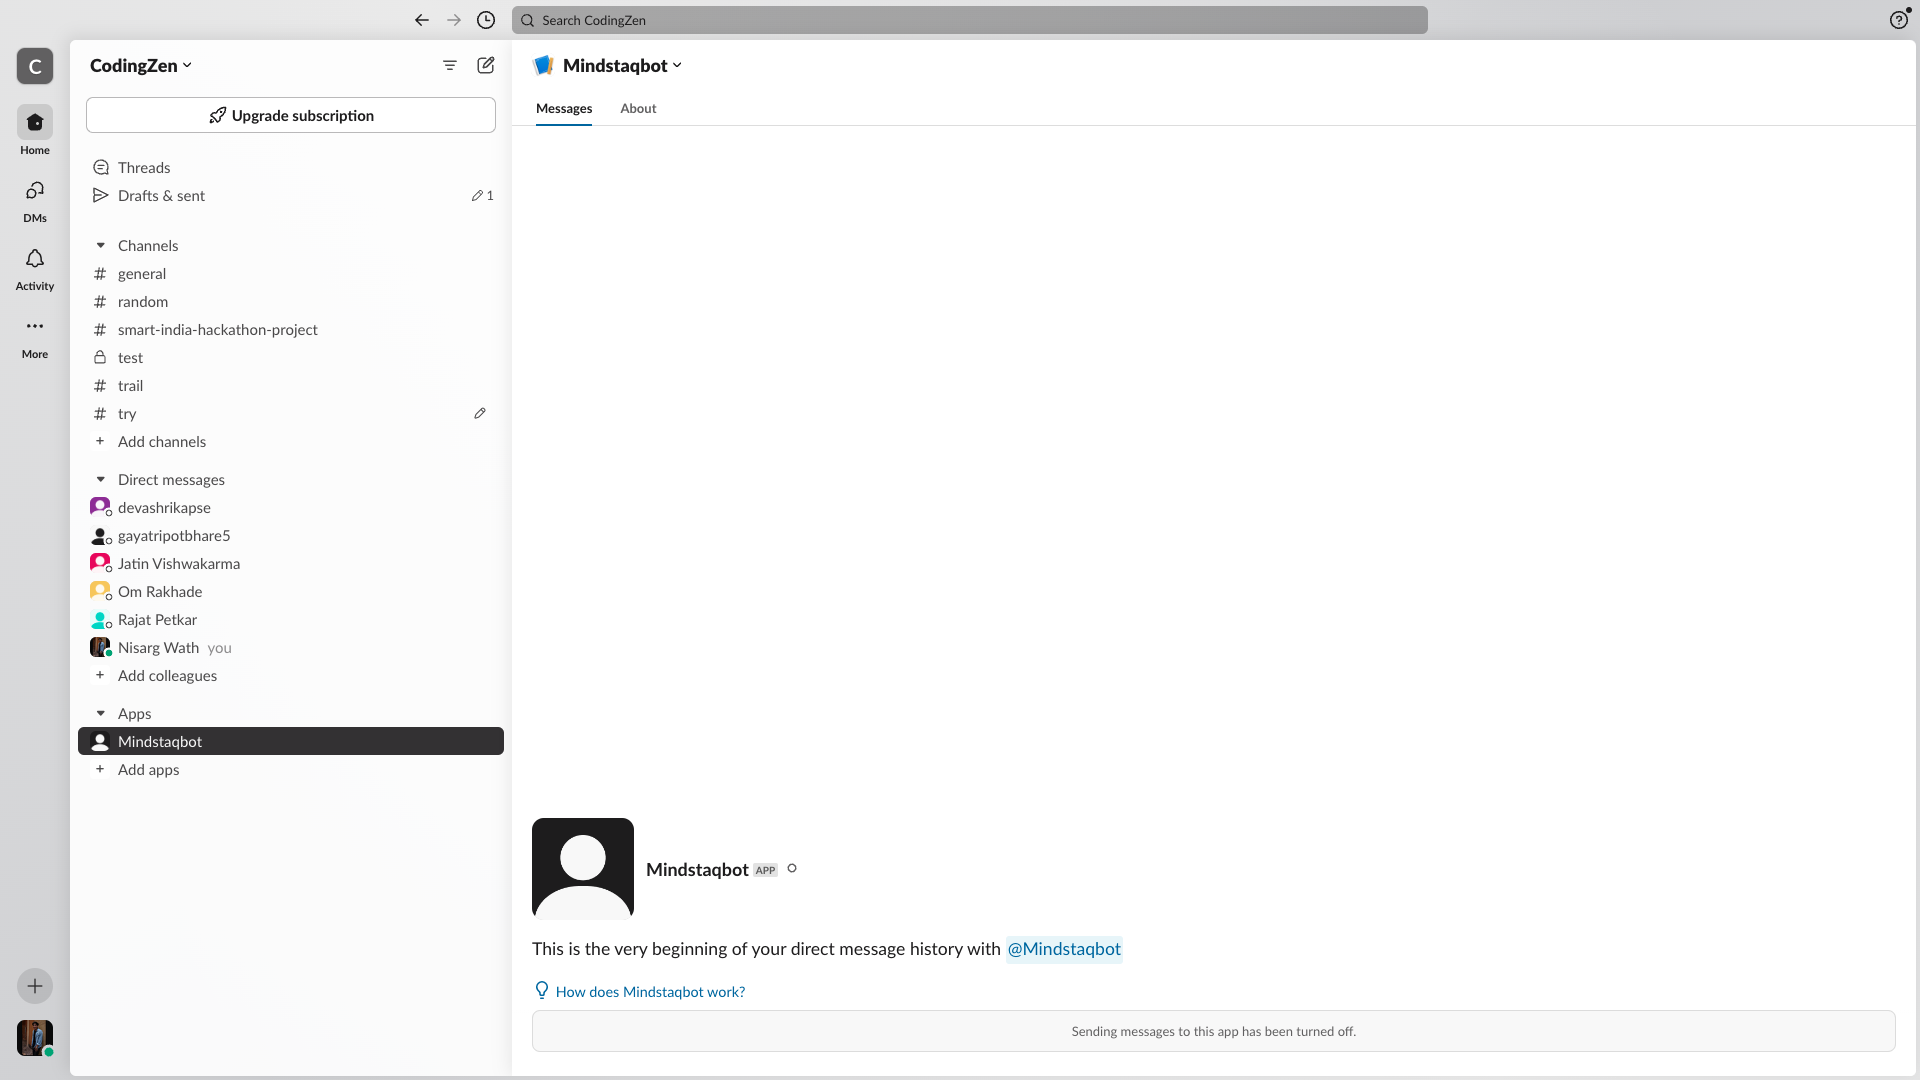 Search CodingZen
C
Home
DMs
Activity
More
CodingZen
Upgrade subscription
Threads
Drafts & sent
1
Channels
# general
# random
# smart-india-hackathon-project
test
# trail
# try
+ Add channels
Direct messages
devashrikapse
gayatripotbhare5
Jatin Vishwakarma
Om Rakhade
Rajat Petkar
Nisarg Wath you
+ Add colleagues
Apps
Mindstaqbot
+ Add apps
Mindstaqbot
Messages
About
Mindstaqbot APP
This is the very beginning of your direct message history with @Mindstaqbot
How does Mindstaqbot work?
Sending messages to this app has been turned off.